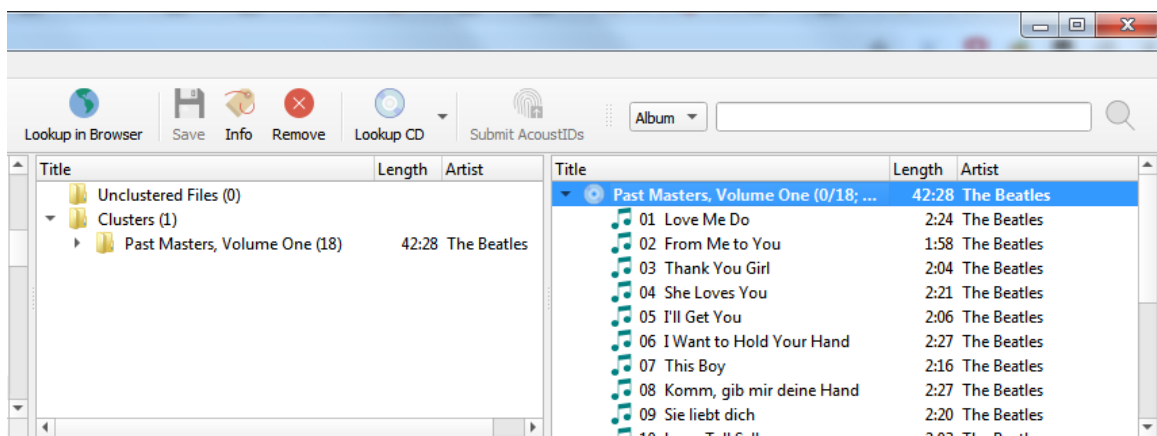 Lookup in Browser Save Info Remove Lookup CD Submit AcoustIDs Album
Title Length Artist
Unclustered Files (0)
Clusters (1)
Past Masters, Volume One (18) 42:28 The Beatles
Title Length Artist
Past Masters, Volume One (0/18; ... 42:28 The Beatles
01 Love Me Do 2:24 The Beatles
02 From Me to You 1:58 The Beatles
03 Thank You Girl 2:04 The Beatles
04 She Loves You 2:21 The Beatles
05 I'll Get You 2:06 The Beatles
06 I Want to Hold Your Hand 2:27 The Beatles
07 This Boy 2:16 The Beatles
08 Komm, gib mir deine Hand 2:27 The Beatles
09 Sie liebt dich 2:20 The Beatles